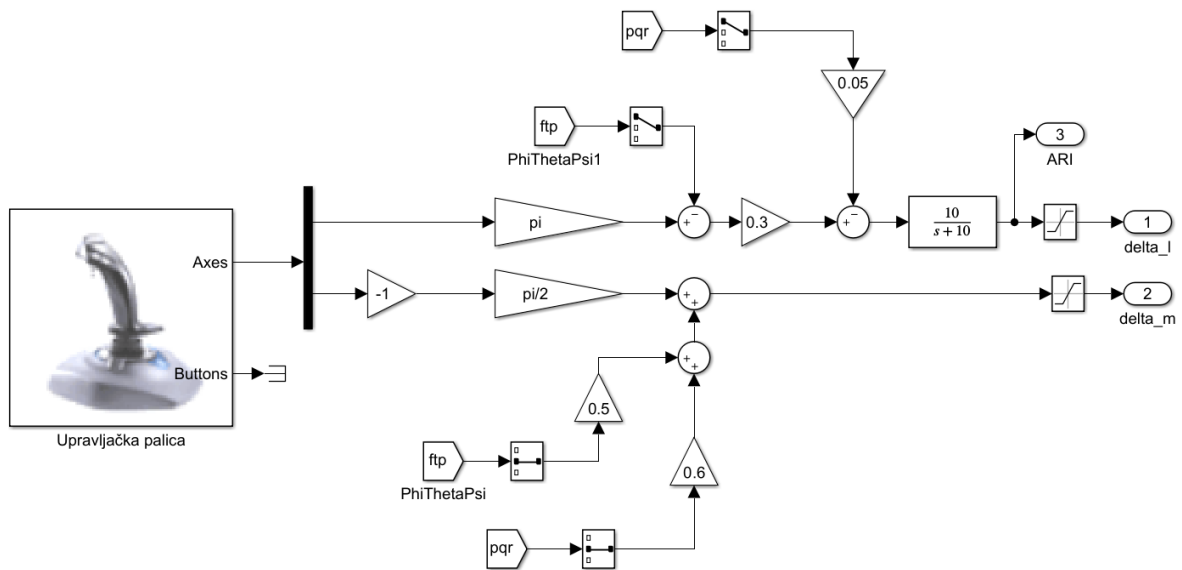 pqr
0.05
ftp
PhiThetaPsi1
3
ARI
Axes
pi
+ −
0.3
+ −
10
s + 10
1
delta_l
-1
pi/2
+ +
2
delta_m
Buttons
+ +
Upravljačka palica
0.5
ftp
PhiThetaPsi
0.6
pqr